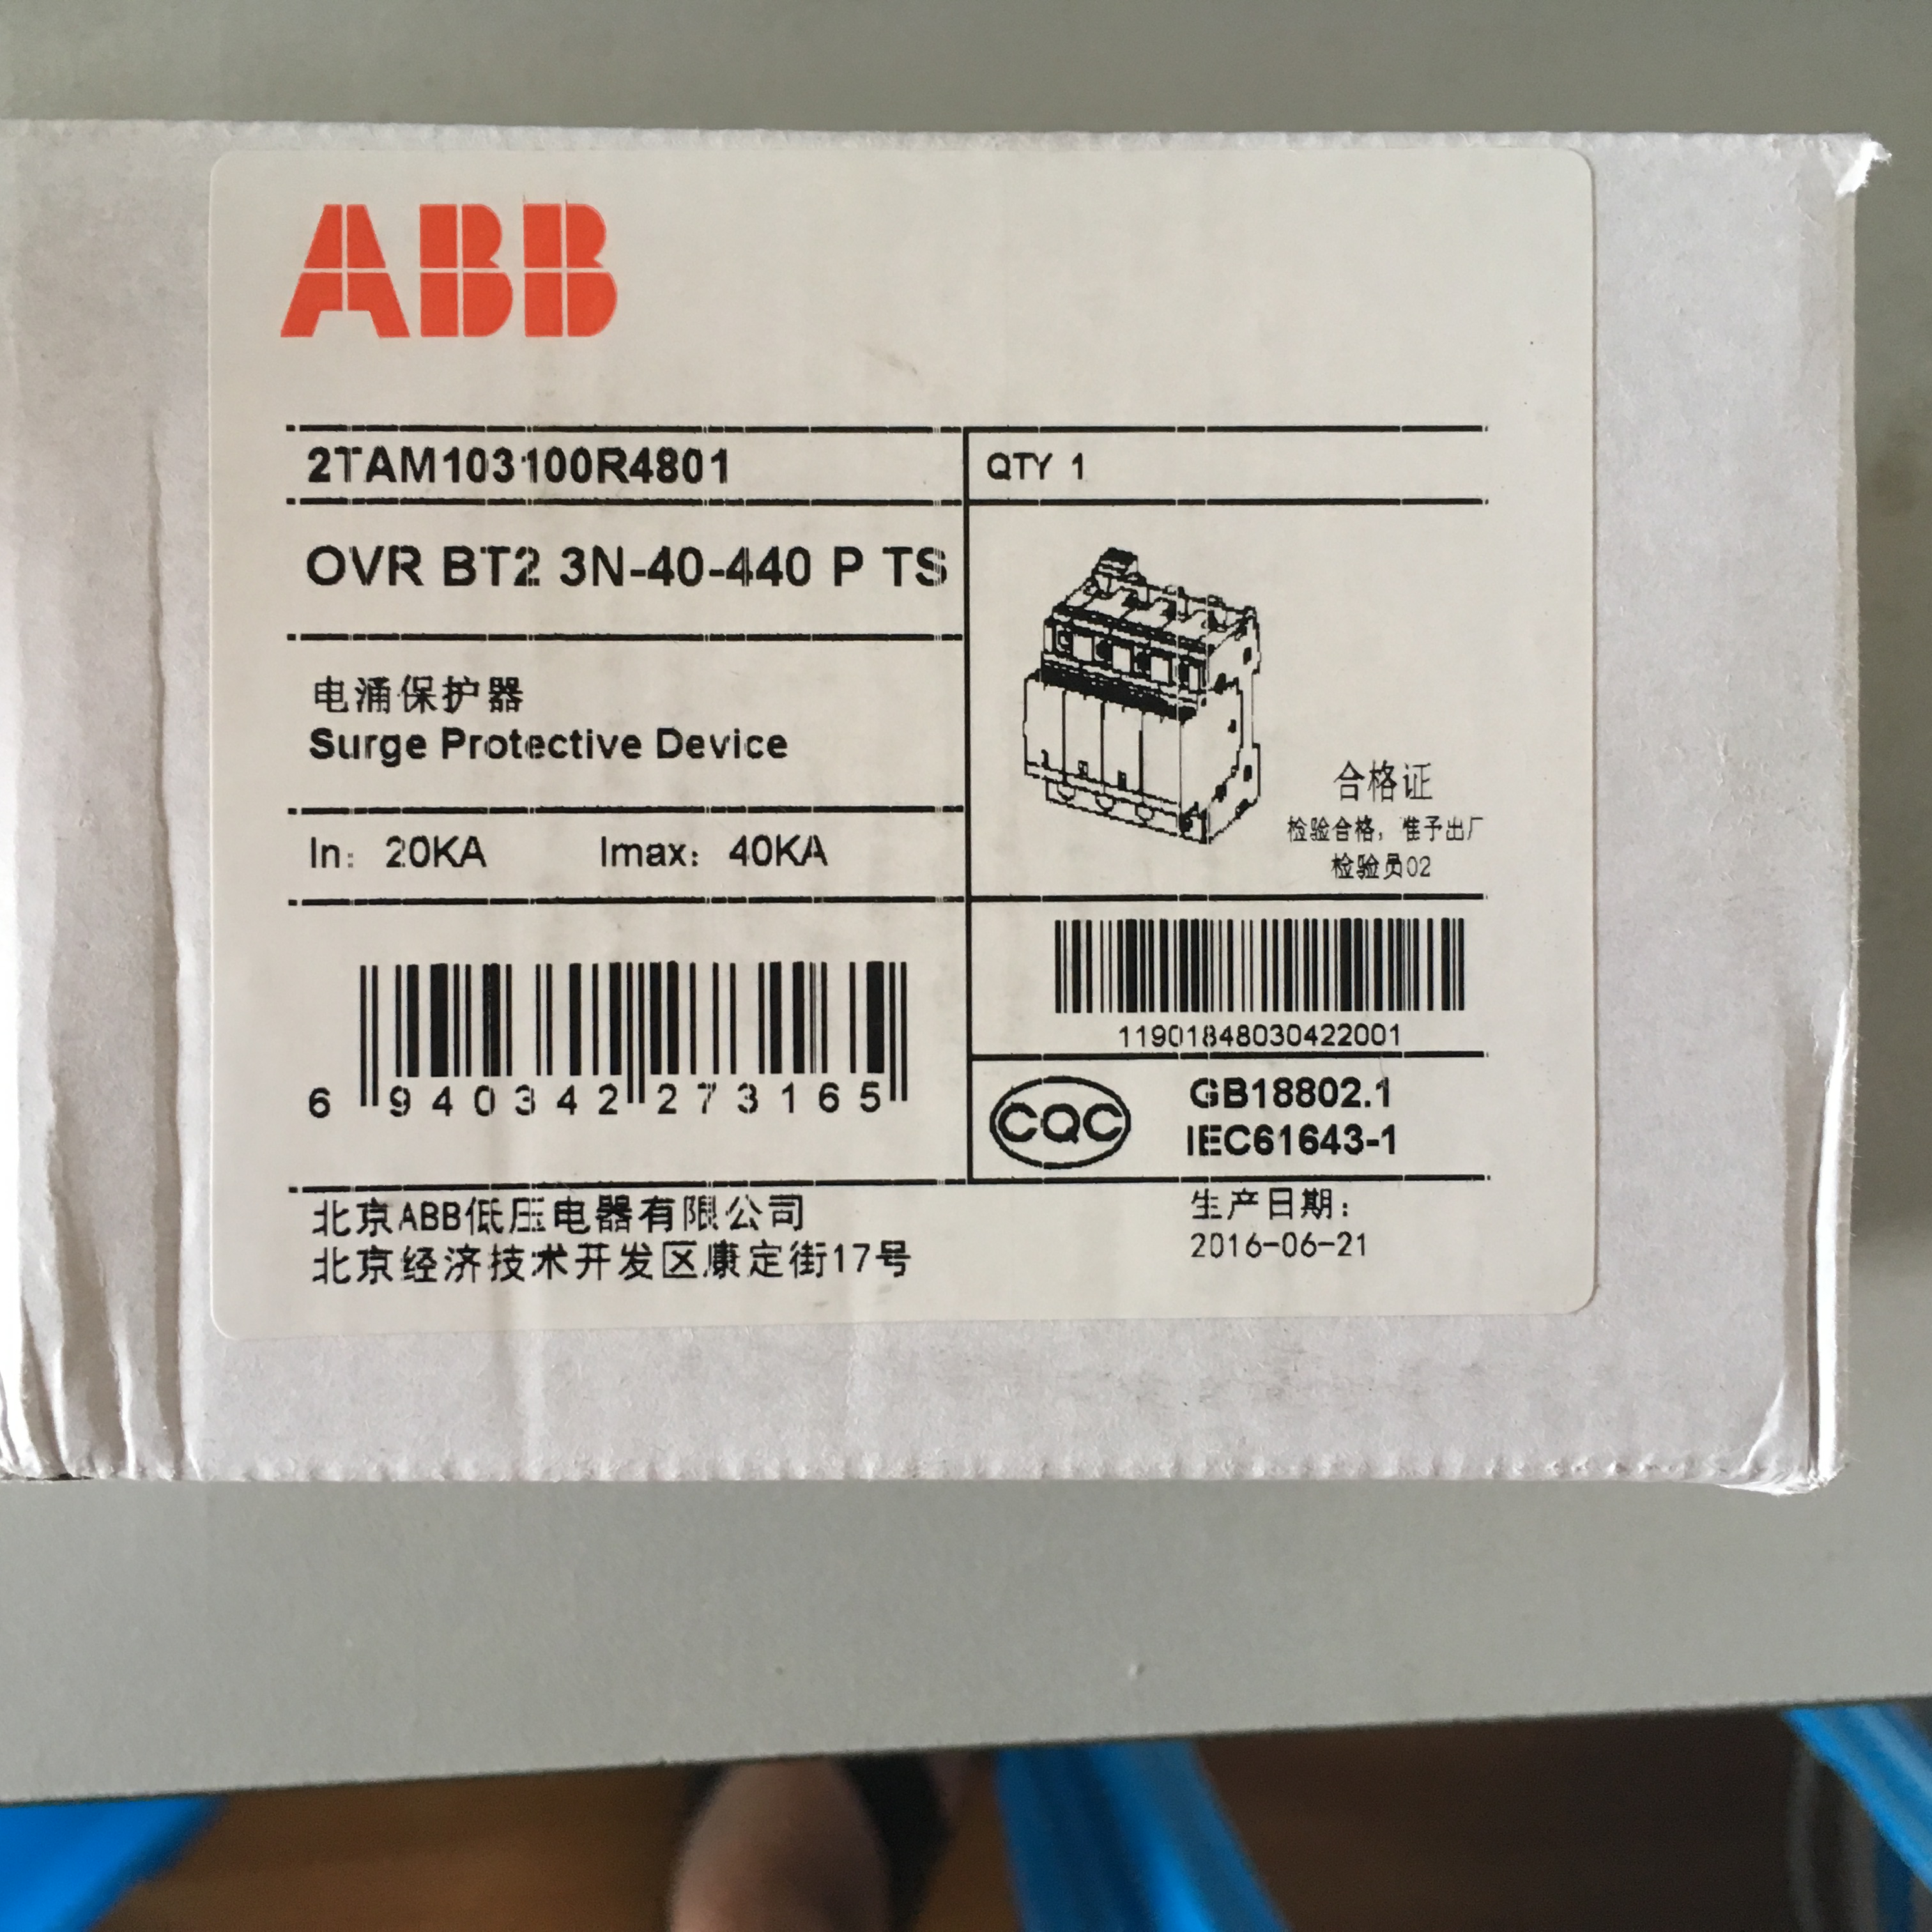 ABB
2TAM103100R4801
QTY 1
OVR BT2 3N-40-440 P TS
电涌保护器
Surge Protective Device
In: 20KA Imax: 40KA
合格证
检验合格，准予出厂
检验员02
6 940342 273165
11901848030422001
CQC
GB18802.1
IEC61643-1
北京ABB低压电器有限公司
北京经济技术开发区康定街17号
生产日期：
2016-06-21